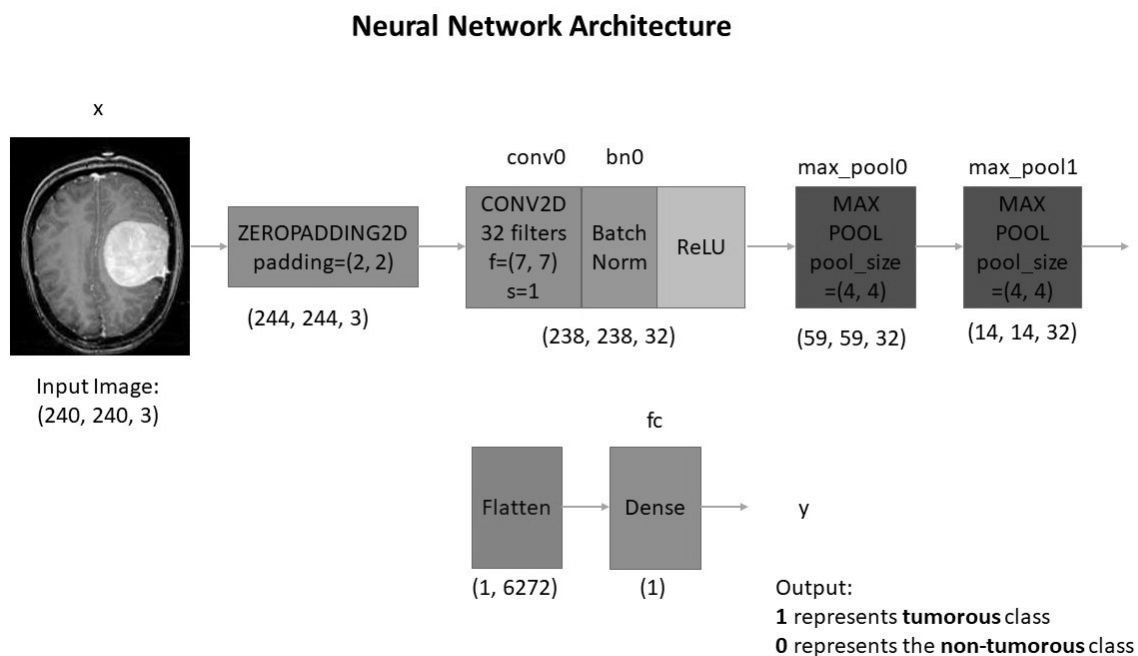 Neural Network Architecture
x
Input Image:
(240, 240, 3)
ZEROPADDING2D
padding=(2, 2)
(244, 244, 3)
conv0
bn0
CONV2D
32 filters
f=(7, 7)
s=1
Batch
Norm
ReLU
(238, 238, 32)
max_pool0
MAX
POOL
pool_size
=(4, 4)
(59, 59, 32)
max_pool1
MAX
POOL
pool_size
=(4, 4)
(14, 14, 32)
Flatten
(1, 6272)
fc
Dense
(1)
y
Output:
1 represents tumorous class
0 represents the non-tumorous class